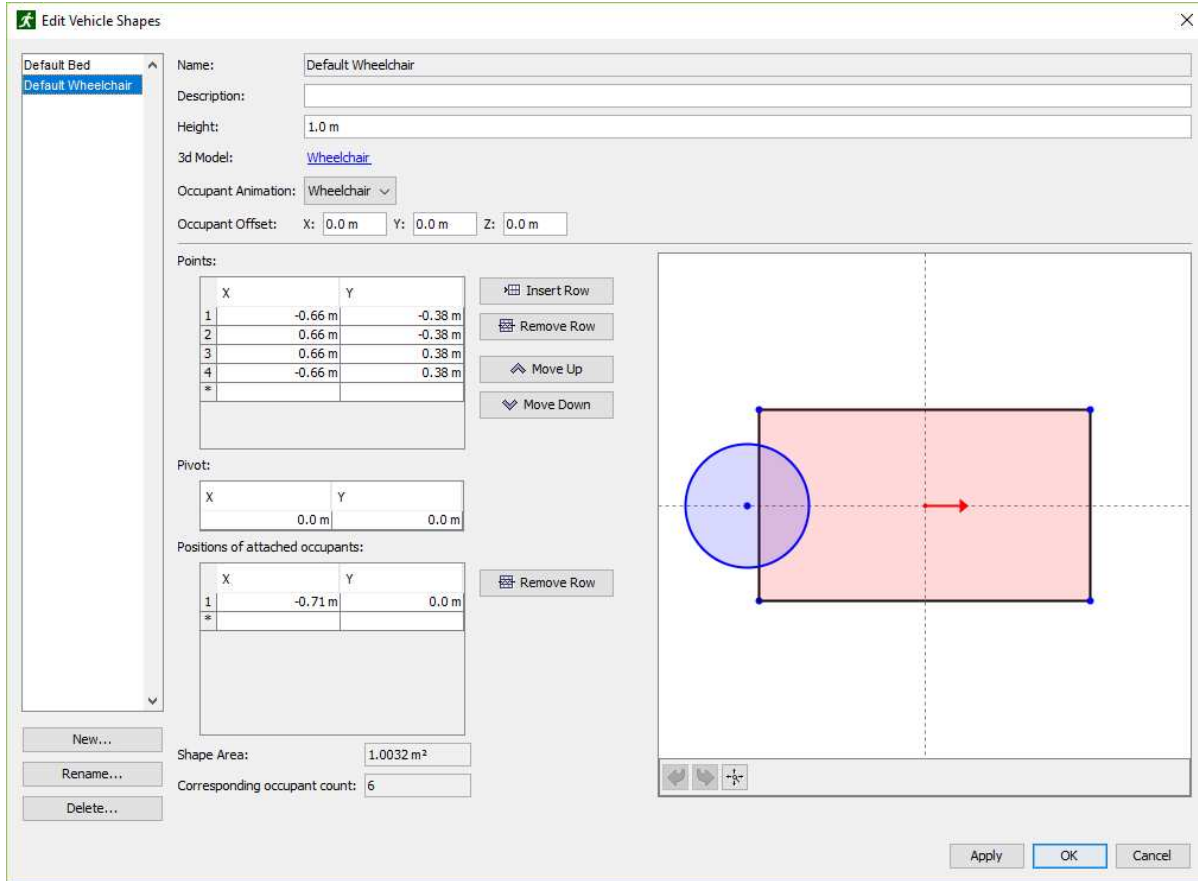 Edit Vehicle Shapes
Default Bed
Default Wheelchair
New...
Rename...
Delete...
Name: Default Wheelchair
Description:
Height: 1.0 m
3d Model: Wheelchair
Occupant Animation: Wheelchair
Occupant Offset: X: 0.0 m Y: 0.0 m Z: 0.0 m
Points:
X Y
1 -0.66 m -0.38 m
2 0.66 m -0.38 m
3 0.66 m 0.38 m
4 -0.66 m 0.38 m
*
Insert Row
Remove Row
Move Up
Move Down
Pivot:
X Y
0.0 m 0.0 m
Positions of attached occupants:
X Y
1 -0.71 m 0.0 m
*
Remove Row
Shape Area: 1.0032 m²
Corresponding occupant count: 6
Apply OK Cancel